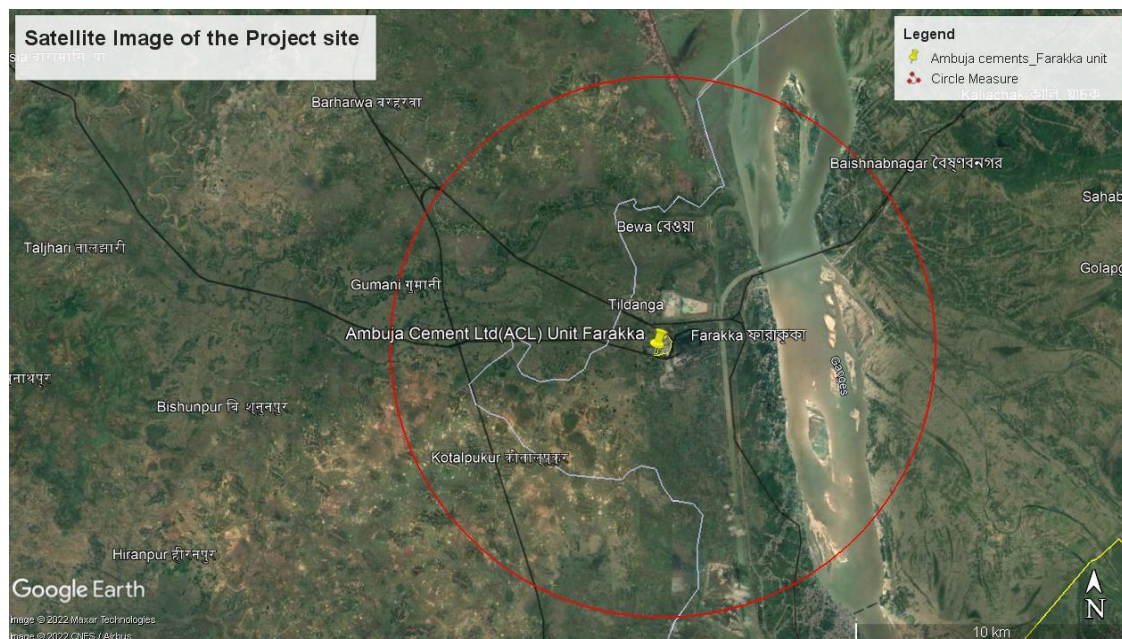 Satellite Image of the Project site
Legend
Ambuja cements_Farakka unit
Circle Measure
Barharwa बरहरवा
Baishnabnagar বৈষ্ণবনগর
Sahab
Taljhari तालझारी
Bewa বেওয়া
Golapg
Gumani गुमानी
Tildanga
Ambuja Cement Ltd(ACL) Unit Farakka
Farakka ফারাক্কা
Ganges
Bishunpur
Kotalpukur कोतालपुकुर
Hiranpur हीरनपुर
Google Earth
N
Image © 2022 Maxar Technologies
Image © 2022 CNES / Airbus
10 km